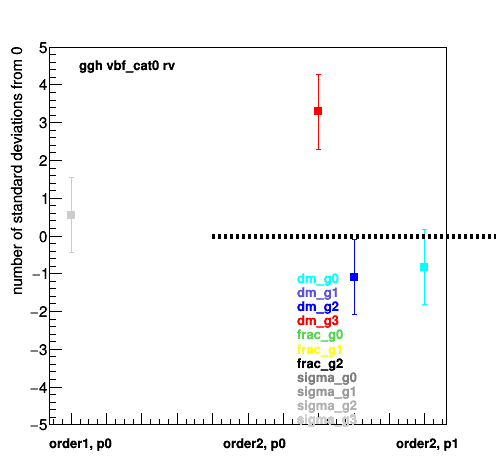 number of standard deviations from 0
ggh vbf_cat0 rv
5
4
3
2
1
0
−1
−2
−3
−4
−5
dm_g0
dm_g1
dm_g2
dm_g3
frac_g0
frac_g1
frac_g2
sigma_g0
sigma_g1
sigma_g2
sigma_g3
order1, p0
order2, p0
order2, p1